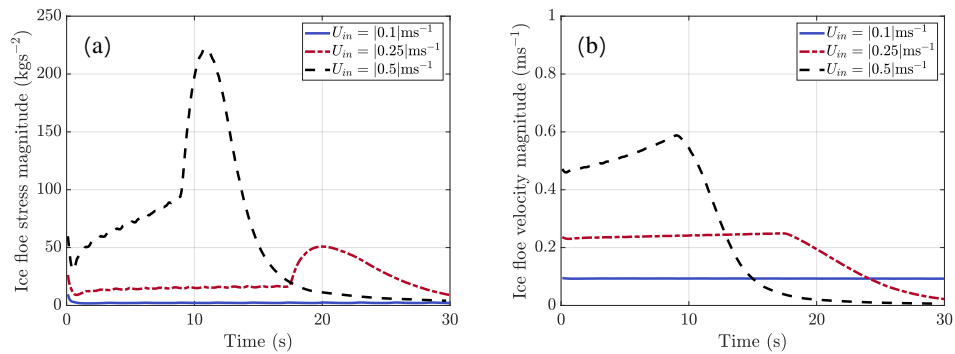 (a)
U_in = |0.1|ms⁻¹
U_in = |0.25|ms⁻¹
U_in = |0.5|ms⁻¹
Ice floe stress magnitude (kgs⁻²)
250
200
150
100
50
0
0 10 20 30
Time (s)
(b)
U_in = |0.1|ms⁻¹
U_in = |0.25|ms⁻¹
U_in = |0.5|ms⁻¹
Ice floe velocity magnitude (ms⁻¹)
1
0.8
0.6
0.4
0.2
0
0 10 20 30
Time (s)